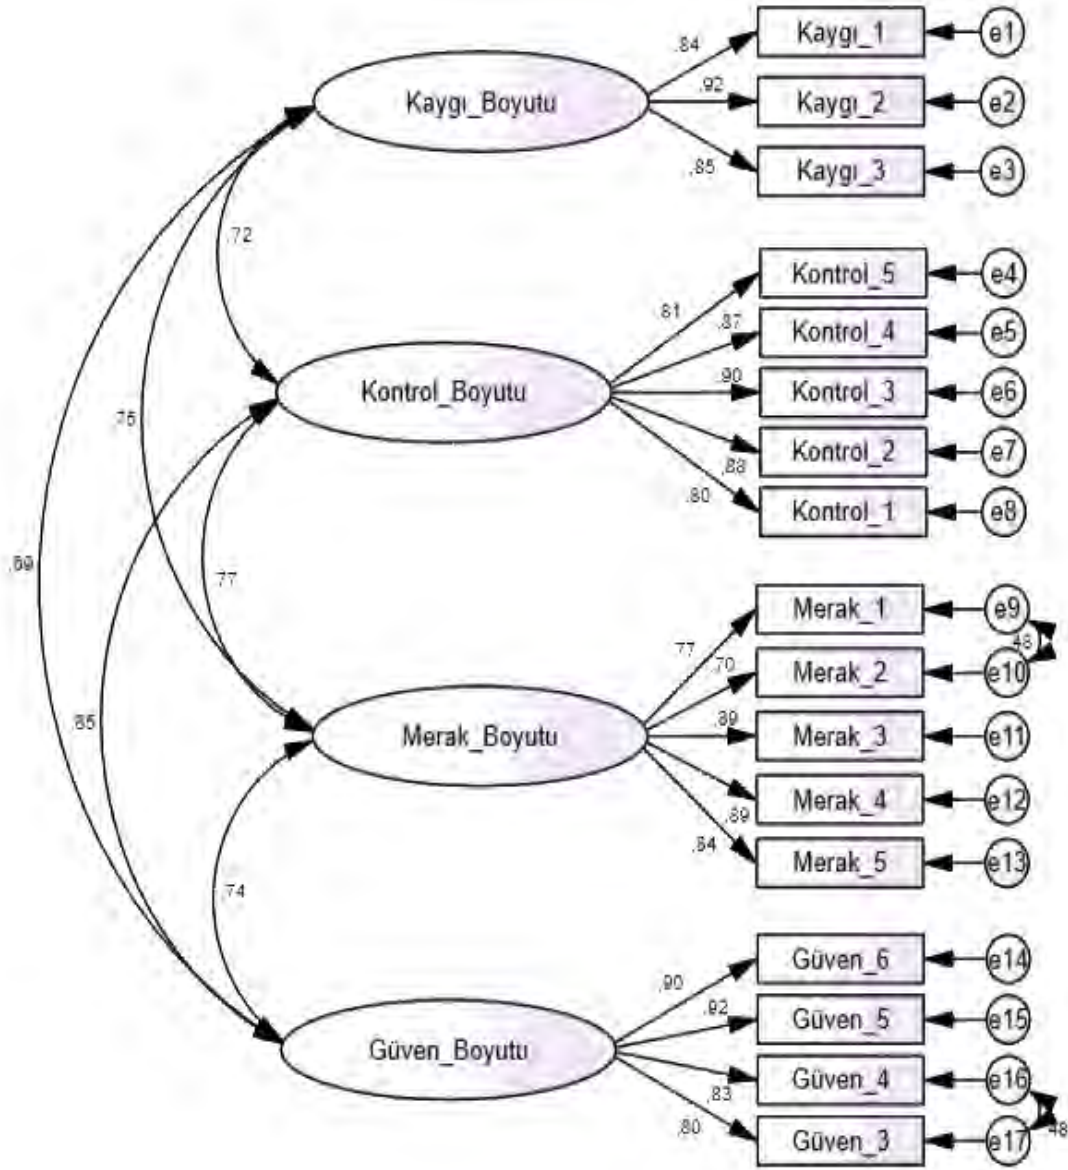 Kaygı_Boyutu
.84
Kaygı_1
e1
.92
Kaygı_2
e2
.85
Kaygı_3
e3
.72
Kontrol_Boyutu
.81
Kontrol_5
e4
.87
Kontrol_4
e5
.90
Kontrol_3
e6
.88
Kontrol_2
e7
.80
Kontrol_1
e8
.75
.77
.69
.85
Merak_Boyutu
.77
Merak_1
e9
.70
Merak_2
e10
.48
.89
Merak_3
e11
.89
Merak_4
e12
.84
Merak_5
e13
.74
Güven_Boyutu
.90
Güven_6
e14
.92
Güven_5
e15
.83
Güven_4
e16
.80
Güven_3
e17
.48